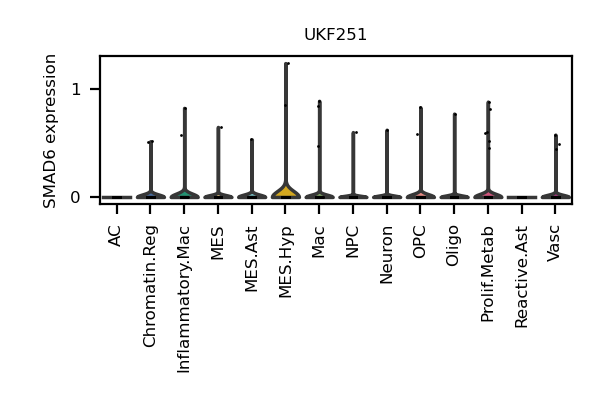 UKF251
SMAD6 expression
1
0
AC
Chromatin.Reg
Inflammatory.Mac
MES
MES.Ast
MES.Hyp
Mac
NPC
Neuron
OPC
Oligo
Prolif.Metab
Reactive.Ast
Vasc